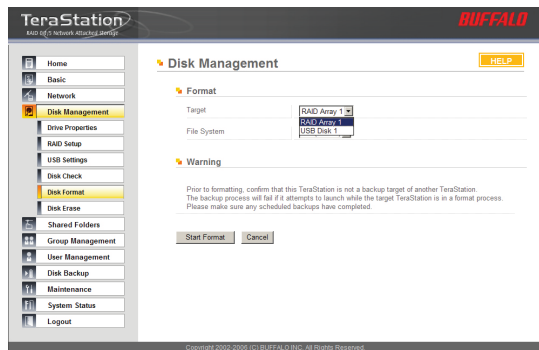 TeraStation
RAID 0/1/5 Network Attached Storage
BUFFALO
Home
Basic
Network
Disk Management
Drive Properties
RAID Setup
USB Settings
Disk Check
Disk Format
Disk Erase
Shared Folders
Group Management
User Management
Disk Backup
Maintenance
System Status
Logout
Disk Management
HELP
Format
Target
RAID Array 1
RAID Array 1
USB Disk 1
File System
Warning
Prior to formatting, confirm that this TeraStation is not a backup target of another TeraStation.
The backup process will fail if it attempts to launch while the target TeraStation is in a format process.
Please make sure any scheduled backups have completed.
Start Format
Cancel
Copyright 2002-2006 (C) BUFFALO INC. All Rights Reserved.